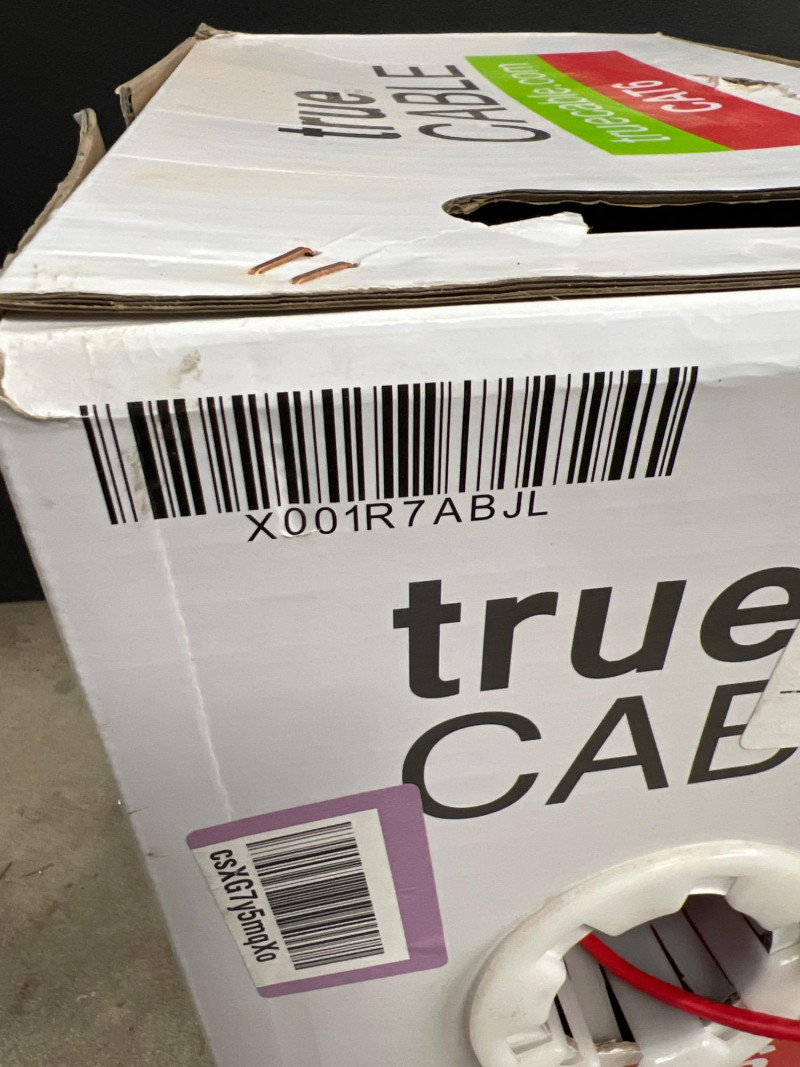 true
CABLE
CAT6
truecable.com
X001R7ABJL
true
CAB
csXG7y5mqXo